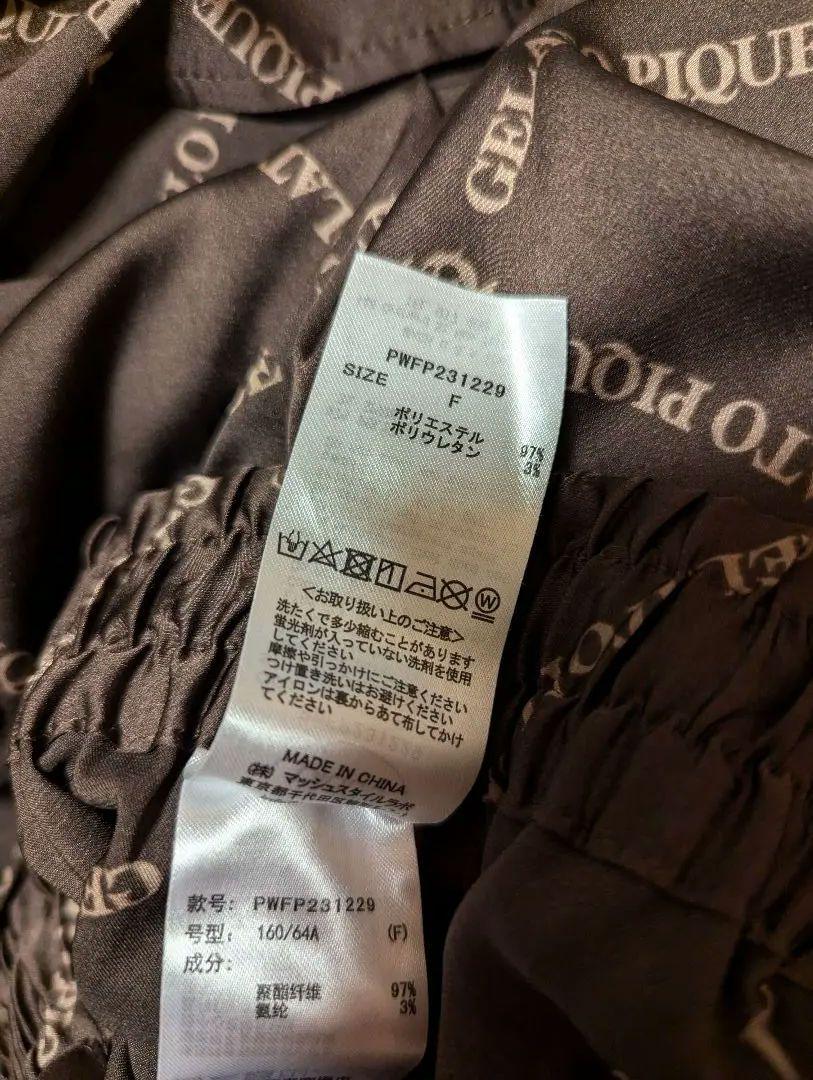 GELATO PIQUE
PIQUE
PWFP231229
SIZE F
ポリエステル 97%
ポリウレタン 3%
W
<お取り扱い上のご注意>
洗たくで多少縮むことがあります
蛍光剤が入っていない洗剤を使用
してください
摩擦や引っかけにご注意ください
つけ置き洗いはお避けください
アイロンは裏からあて布してかけ
てください
MADE IN CHINA
(株) マッシュスタイルラボ
東京都千代田区
款号: PWFP231229
号型: 160/64A (F)
成分:
聚酯纤维 97%
氨纶 3%